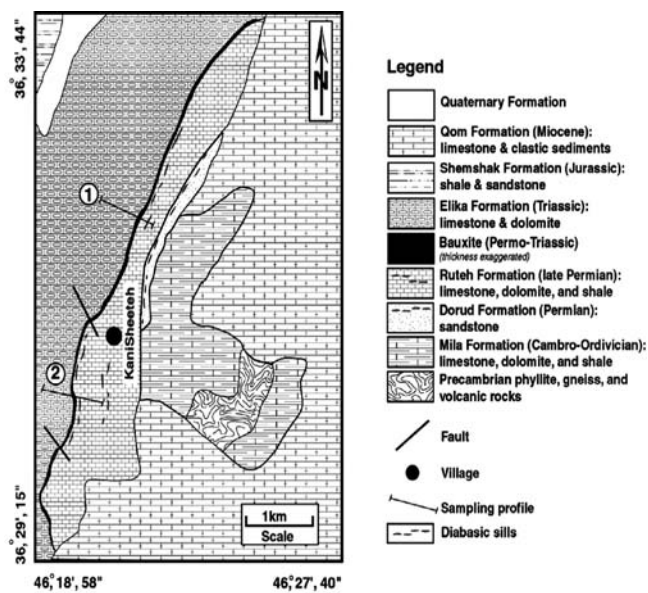 36°, 33', 44"
N
1
KaniSheeteh
2
36°, 29', 15"
1km
Scale
46°, 18', 58"
46°, 27', 40"
Legend
Quaternary Formation
Qom Formation (Miocene):
limestone & clastic sediments
Shemshak Formation (Jurassic):
shale & sandstone
Elika Formation (Triassic):
limestone & dolomite
Bauxite (Permo-Triassic)
(thickness exaggerated)
Ruteh Formation (late Permian):
limestone, dolomite, and shale
Dorud Formation (Permian):
sandstone
Mila Formation (Cambro-Ordivician):
limestone, dolomite, and shale
Precambrian phyllite, gneiss, and
volcanic rocks
Fault
Village
Sampling profile
Diabasic sills